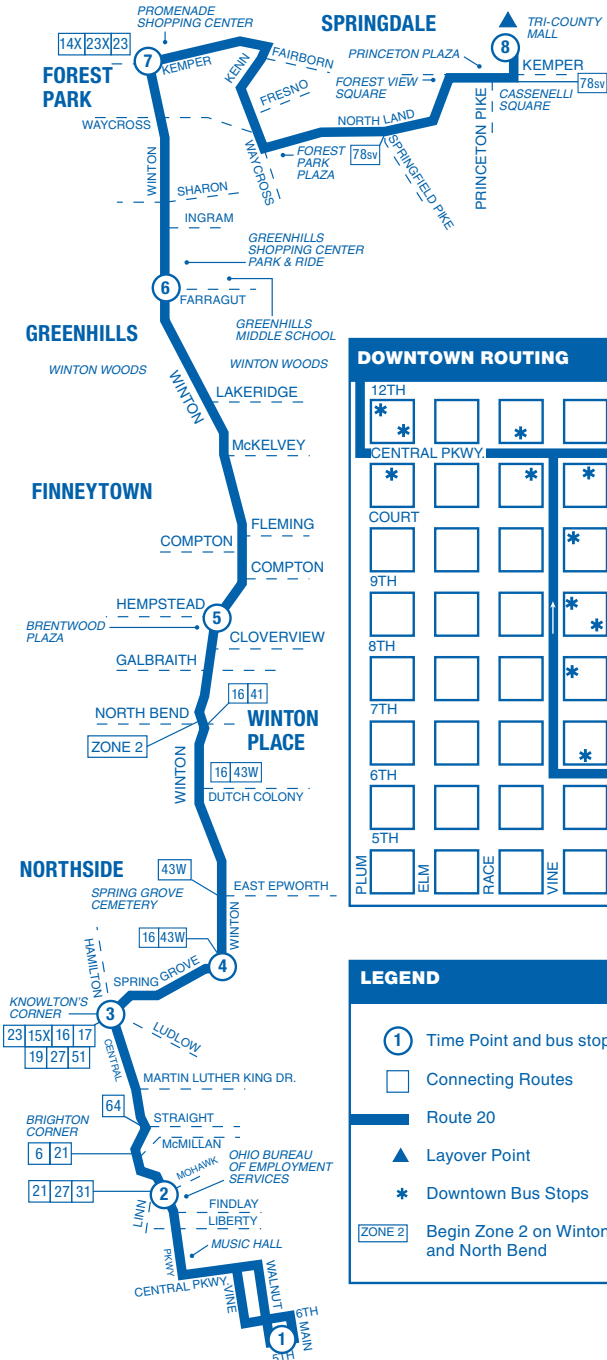 PROMENADE
SHOPPING CENTER
SPRINGDALE
TRI-COUNTY
MALL
14X 23X 23
7
KEMPER
FOREST
PARK
KENN
FAIRBORN
FRESNO
PRINCETON PLAZA
8
KEMPER
78sv
FOREST VIEW
SQUARE
CASSENELLI
SQUARE
PRINCETON PIKE
WAYCROSS
NORTH LAND
WAYCROSS
FOREST
PARK
PLAZA
78sv
SPRINGFIELD PIKE
WINTON
SHARON
INGRAM
GREENHILLS
SHOPPING CENTER
PARK & RIDE
6
FARRAGUT
GREENHILLS
MIDDLE SCHOOL
GREENHILLS
WINTON WOODS
WINTON WOODS
WINTON
LAKERIDGE
McKELVEY
FINNEYTOWN
FLEMING
COMPTON
COMPTON
HEMPSTEAD
5
BRENTWOOD
PLAZA
CLOVERVIEW
GALBRAITH
16 41
NORTH BEND
WINTON
PLACE
ZONE 2
WINTON
16 43W
DUTCH COLONY
NORTHSIDE
43W
SPRING GROVE
CEMETERY
EAST EPWORTH
WINTON
16 43W
4
HAMILTON
SPRING GROVE
KNOWLTON'S
CORNER
3
LUDLOW
23 15X 16 17
19 27 51
CENTRAL
MARTIN LUTHER KING DR.
64
STRAIGHT
BRIGHTON
CORNER
McMILLAN
6 21
MOHAWK
OHIO BUREAU
OF EMPLOYMENT
SERVICES
21 27 31
2
LINN
FINDLAY
LIBERTY
MUSIC HALL
PKWY
CENTRAL PKWY.
VINE
WALNUT
MAIN
6TH
1
5TH
DOWNTOWN ROUTING
12TH
CENTRAL PKWY.
COURT
9TH
8TH
7TH
6TH
5TH
PLUM
ELM
RACE
VINE
LEGEND
1 Time Point and bus stop
Connecting Routes
Route 20
Layover Point
Downtown Bus Stops
ZONE 2 Begin Zone 2 on Winton
and North Bend